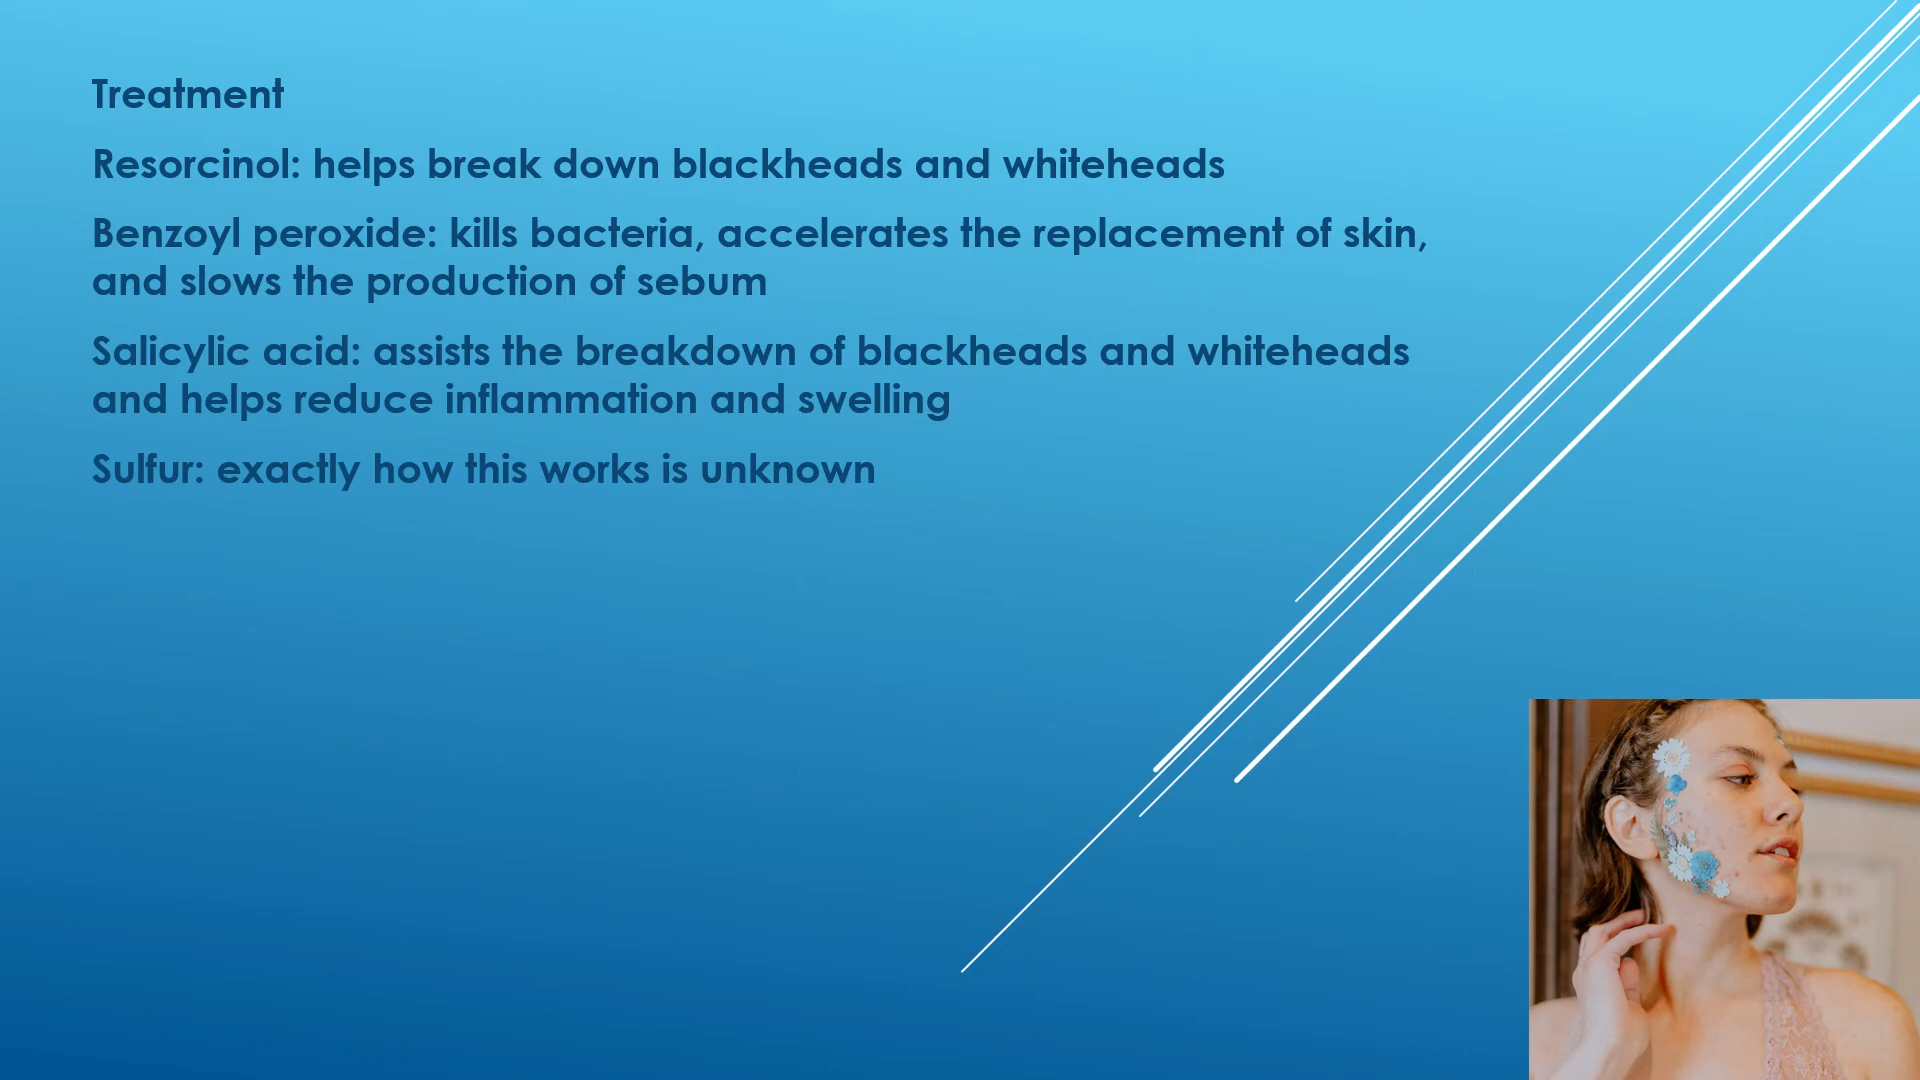 Treatment
Resorcinol: helps break down blackheads and whiteheads
Benzoyl peroxide: kills bacteria, accelerates the replacement of skin,
and slows the production of sebum
Salicylic acid: assists the breakdown of blackheads and whiteheads
and helps reduce inflammation and swelling
Sulfur: exactly how this works is unknown